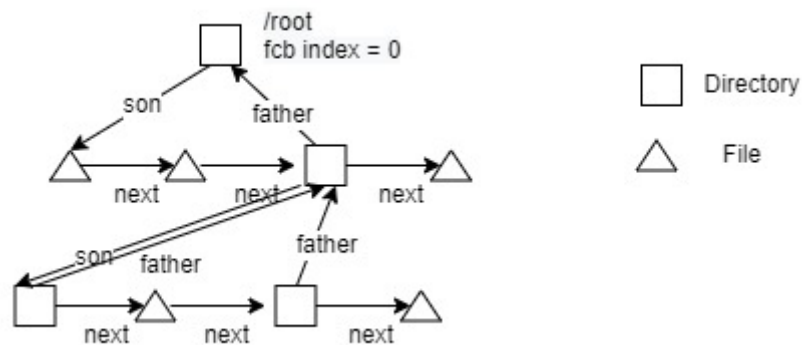 /root
fcb index = 0
Directory
son
father
File
next
next
next
son
father
father
next
next
next